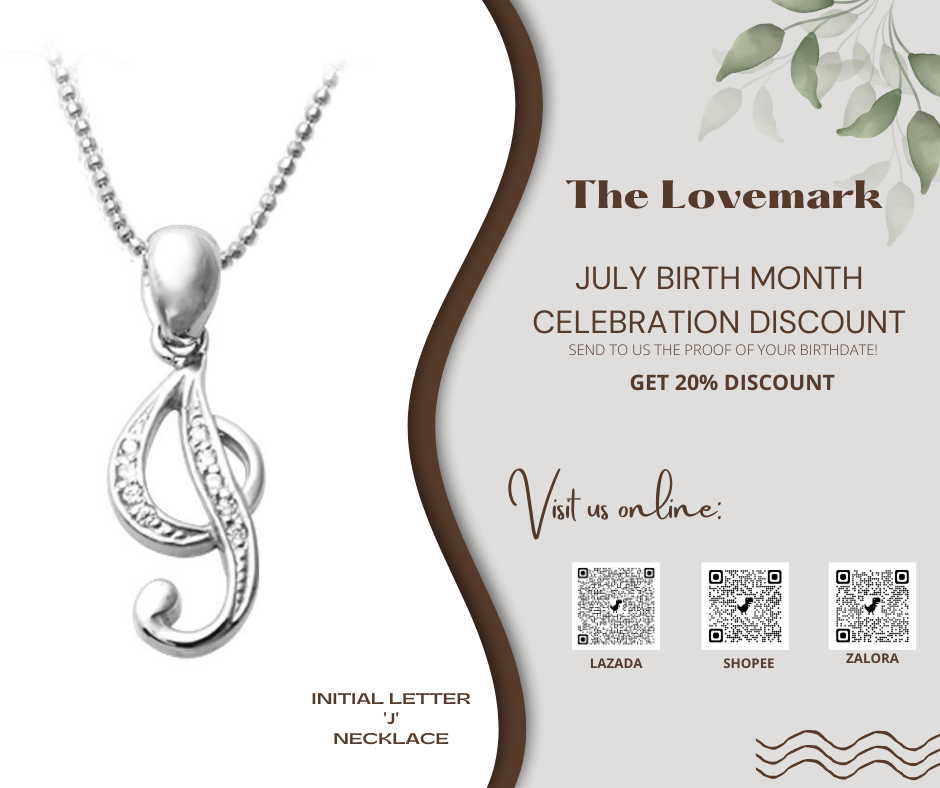 The Lovemark
JULY BIRTH MONTH
CELEBRATION DISCOUNT
SEND TO US THE PROOF OF YOUR BIRTHDATE!
GET 20% DISCOUNT
Visit us online:
LAZADA
SHOPEE
ZALORA
INITIAL LETTER
'J'
NECKLACE